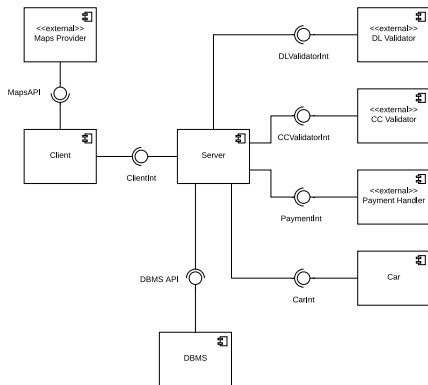 <<external>>
Maps Provider
<<external>>
DL Validator
DLValidatorInt
MapsAPI
<<external>>
CC Validator
CCValidatorInt
Client
Server
ClientInt
<<external>>
Payment Handler
PaymentInt
DBMS API
Car
CarInt
DBMS